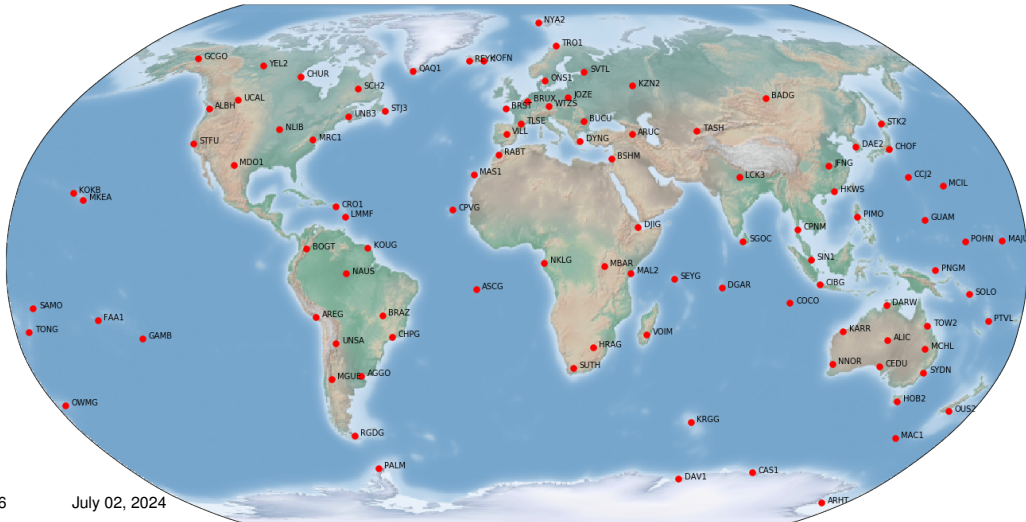 NYA2
TRO1
GCGO
REYK
HOFN
YEL2
QAQ1
SVTL
CHUR
ONS1
KZN2
SCH2
UCAL
BRUX
JOZE
BADG
ALBH
BRST
WTZS
STJ3
UNB3
TLSE
BUCU
STK2
NLIB
VILL
ARUC
TASH
MRC1
DYNG
STFU
DAE2
CHOF
RABT
BSHM
MDO1
JFNG
MAS1
LCK3
CCJ2
MCIL
KOKB
MKEA
HKWS
CRO1
CPVG
LMMF
PIMO
GUAM
DJIG
CPNM
SGOC
POHN
MAJU
BOGT
KOUG
NKLG
MBAR
SIN1
PNGM
NAUS
MAL2
SEYG
CIBG
ASCG
DGAR
SOLO
COCO
DARW
SAMO
AREG
BRAZ
FAA1
PTVL
TONG
GAMB
CHPG
VOIM
KARR
TOW2
UNSA
ALIC
HRAG
MCHL
NNOR
CEDU
SUTH
SYDN
MGUE
AGGO
OWMG
HOB2
OUS2
KRGG
RGDG
MAC1
PALM
CAS1
DAV1
6 July 02, 2024
ARHT